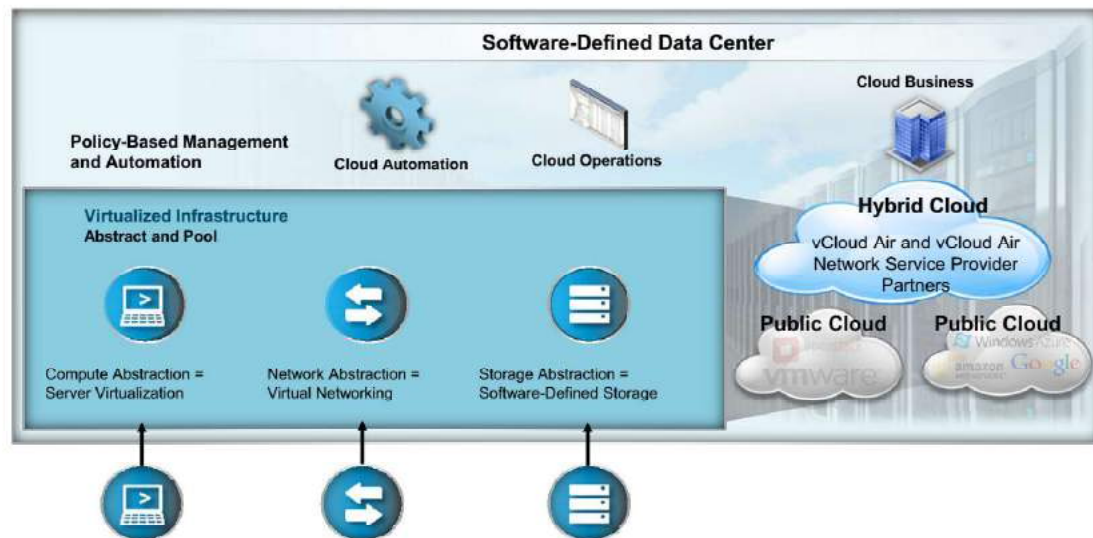 Software-Defined Data Center
Cloud Business
Policy-Based Management
and Automation
Cloud Automation
Cloud Operations
Virtualized Infrastructure
Abstract and Pool
Hybrid Cloud
vCloud Air and vCloud Air
Network Service Provider
Partners
Public Cloud
Public Cloud
vmware
Windows Azure
amazon
Google
Compute Abstraction =
Server Virtualization
Network Abstraction =
Virtual Networking
Storage Abstraction =
Software-Defined Storage